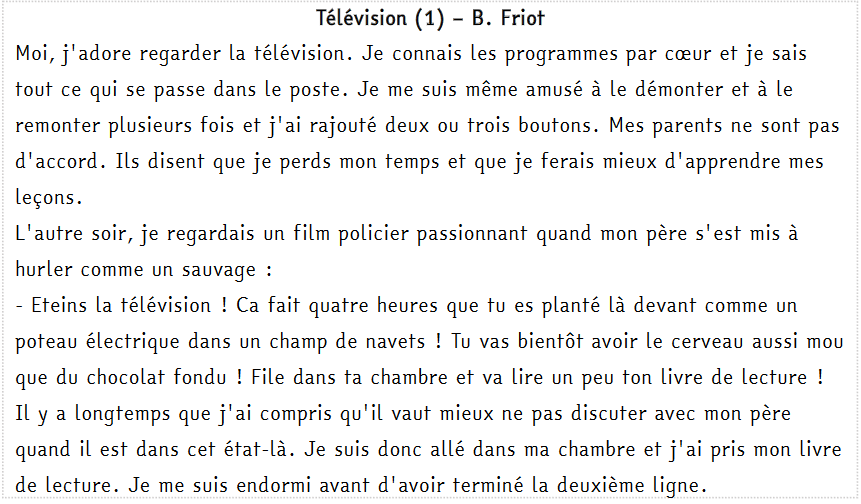 Télévision (1) – B. Friot
Moi, j'adore regarder la télévision. Je connais les programmes par cœur et je sais
tout ce qui se passe dans le poste. Je me suis même amusé à le démonter et à le
remonter plusieurs fois et j'ai rajouté deux ou trois boutons. Mes parents ne sont pas
d'accord. Ils disent que je perds mon temps et que je ferais mieux d'apprendre mes
leçons.
L'autre soir, je regardais un film policier passionnant quand mon père s'est mis à
hurler comme un sauvage :
- Eteins la télévision ! Ca fait quatre heures que tu es planté là devant comme un
poteau électrique dans un champ de navets ! Tu vas bientôt avoir le cerveau aussi mou
que du chocolat fondu ! File dans ta chambre et va lire un peu ton livre de lecture !
Il y a longtemps que j'ai compris qu'il vaut mieux ne pas discuter avec mon père
quand il est dans cet état-là. Je suis donc allé dans ma chambre et j'ai pris mon livre
de lecture. Je me suis endormi avant d'avoir terminé la deuxième ligne.